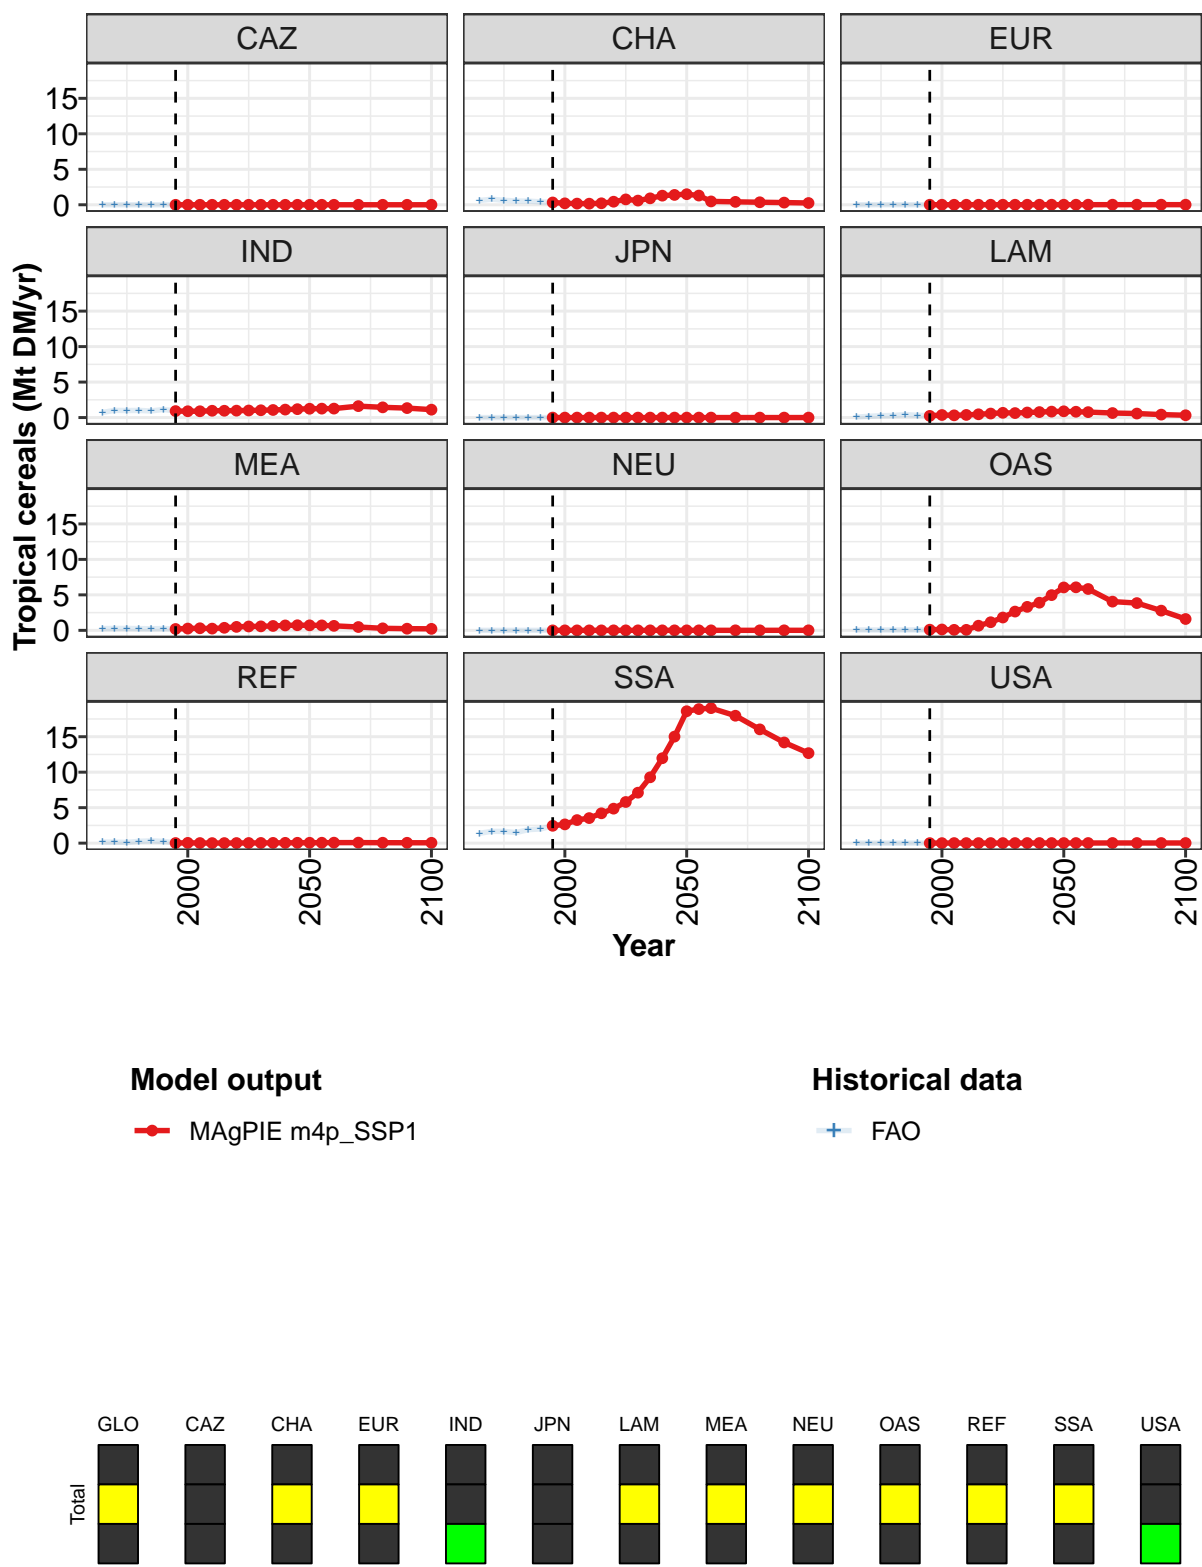 CAZ CHA EUR
15
10
5
0
IND JPN LAM
15
10
5
0
MEA NEU OAS
15
10
5
0
REF SSA USA
15
10
5
0
2000 2050 2100 2000 2050 2100 2000 2050 2100
Tropical cereals (Mt DM/yr)
Year
Model output
MAgPIE m4p_SSP1
Historical data
FAO
GLO CAZ CHA EUR IND JPN LAM MEA NEU OAS REF SSA USA
Total